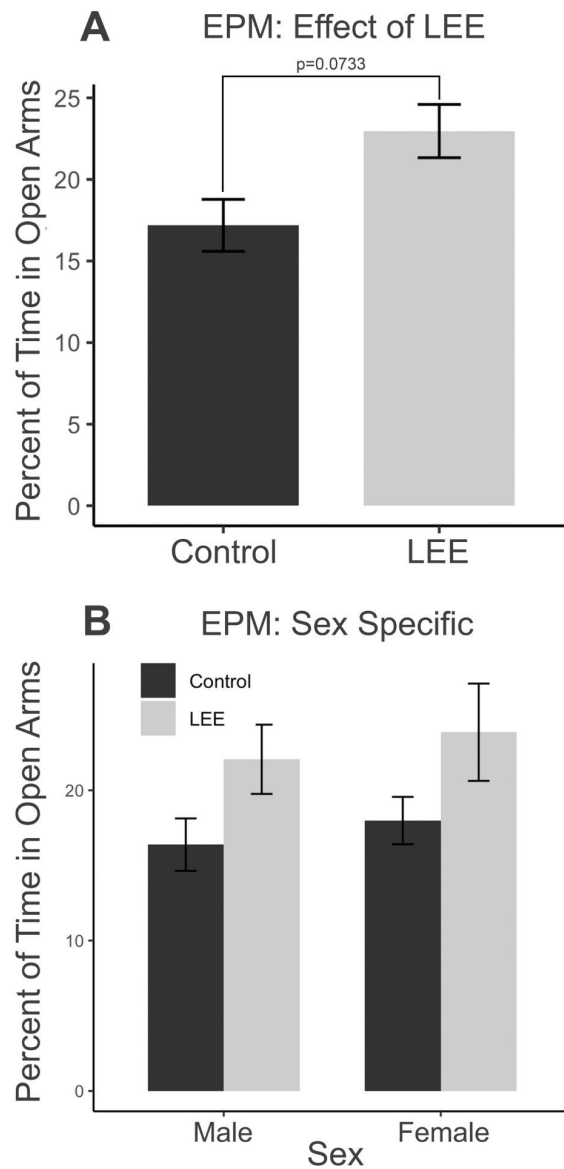 A EPM: Effect of LEE
p=0.0733
Percent of Time in Open Arms
25
20
15
10
5
0
Control LEE
B EPM: Sex Specific
Control
LEE
Percent of Time in Open Arms
20
10
0
Male Female
Sex